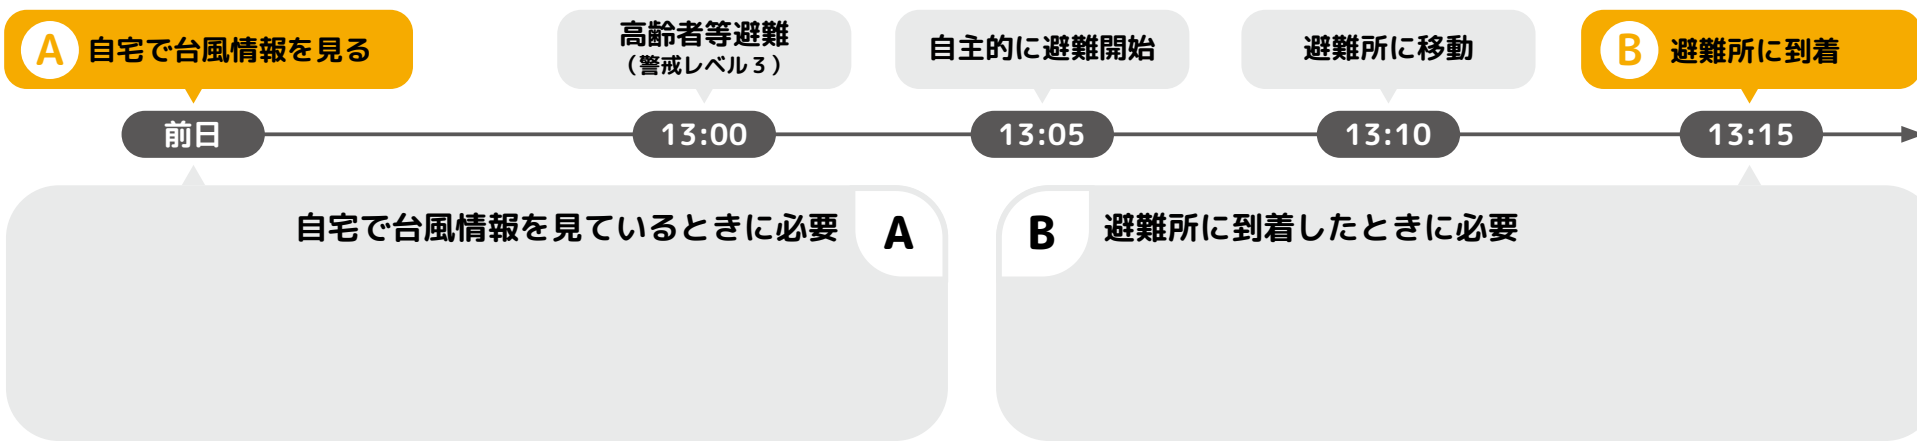 A 自宅で台風情報を見る
高齢者等避難
（警戒レベル３）
自主的に避難開始
避難所に移動
B 避難所に到着
前日
13:00
13:05
13:10
13:15
自宅で台風情報を見ているときに必要 A
B 避難所に到着したときに必要